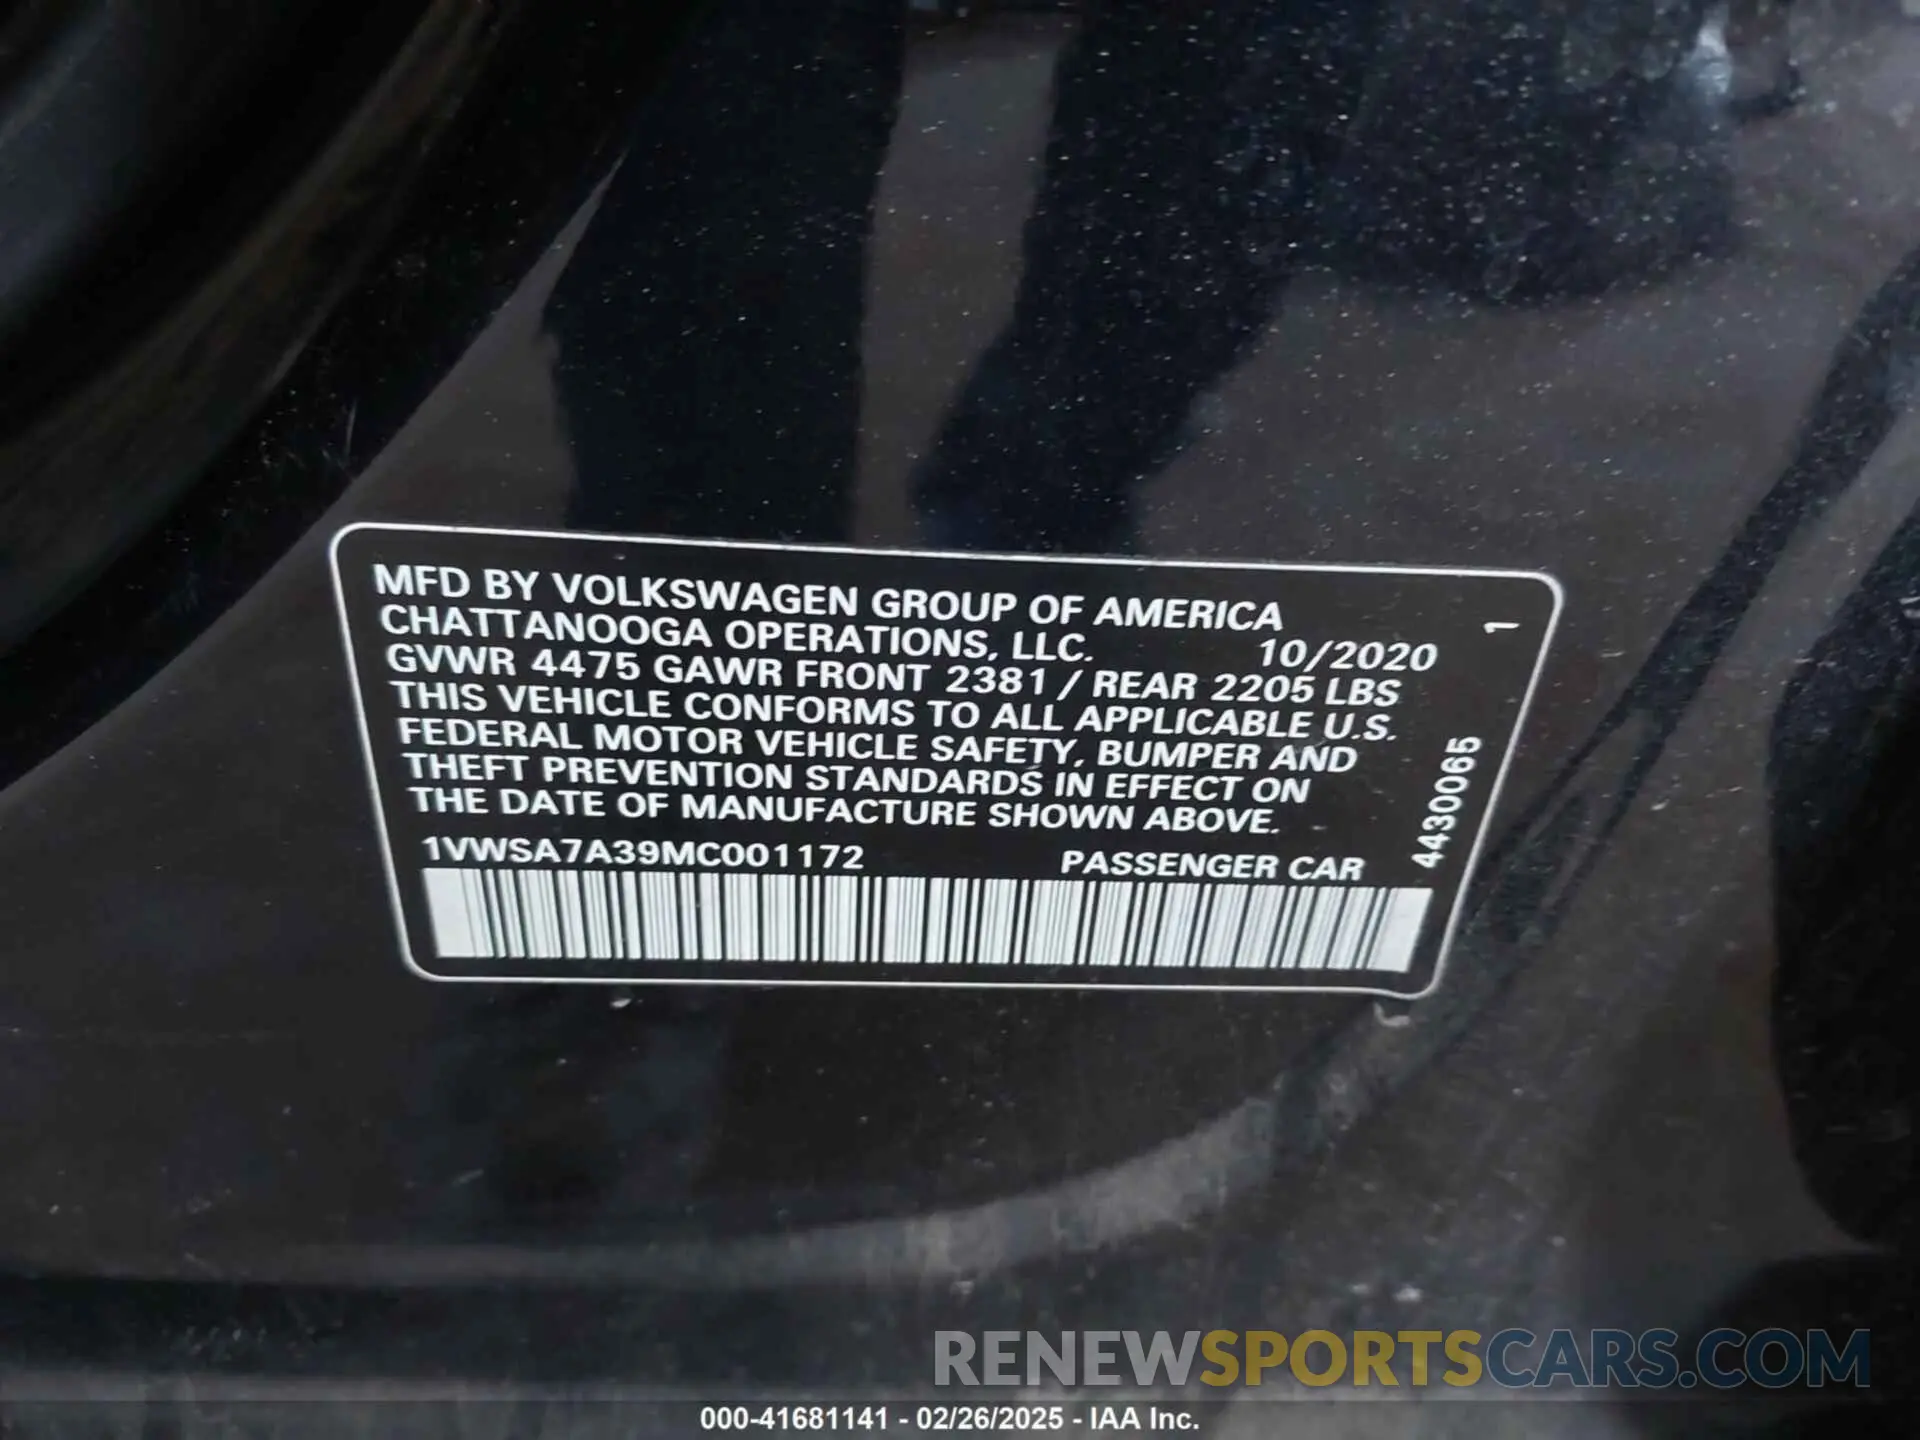 MFD BY VOLKSWAGEN GROUP OF AMERICA
CHATTANOOGA OPERATIONS, LLC. 10/2020
GVWR 4475 GAWR FRONT 2381 / REAR 2205 LBS
THIS VEHICLE CONFORMS TO ALL APPLICABLE U.S.
FEDERAL MOTOR VEHICLE SAFETY, BUMPER AND
THEFT PREVENTION STANDARDS IN EFFECT ON
THE DATE OF MANUFACTURE SHOWN ABOVE.
1VWSA7A39MC001172 PASSENGER CAR
4430065
1
RENEWSPORTSCARS.COM
000-41681141 - 02/26/2025 - IAA Inc.